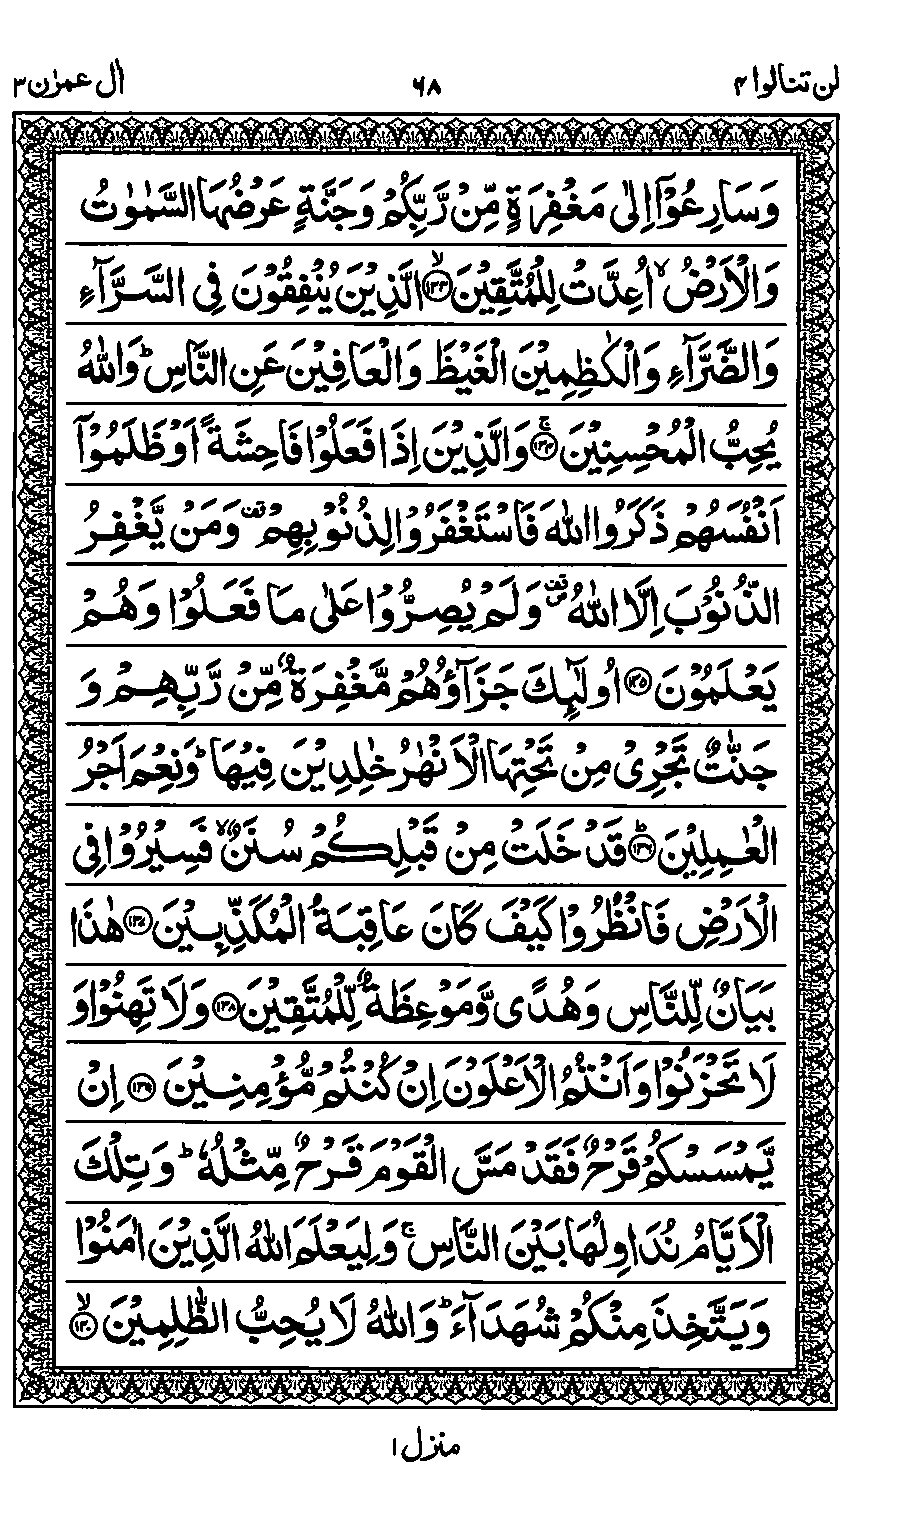 لن تنالوا ۴ ۶۸ اٰل عمرٰن ۳
وَسَارِعُوْۤا اِلٰى مَغْفِرَةٍ مِّنْ رَّبِّكُمْ وَجَنَّةٍ عَرْضُهَا السَّمٰوٰتُ
وَالْاَرْضُ ۙ اُعِدَّتْ لِلْمُتَّقِيْنَ ﴿۱۳۳﴾ۙ الَّذِيْنَ يُنْفِقُوْنَ فِى السَّرَّآءِ
وَالضَّرَّآءِ وَالْكٰظِمِيْنَ الْغَيْظَ وَالْعَافِيْنَ عَنِ النَّاسِ ؕ وَاللّٰهُ
يُحِبُّ الْمُحْسِنِيْنَ ﴿۱۳۴﴾ۚ وَالَّذِيْنَ اِذَا فَعَلُوْا فَاحِشَةً اَوْ ظَلَمُوْۤا
اَنْفُسَهُمْ ذَكَرُوا اللّٰهَ فَاسْتَغْفَرُوْا لِذُنُوْبِهِمْ ۪ وَمَنْ يَّغْفِرُ
الذُّنُوْبَ اِلَّا اللّٰهُ ۪۫ وَلَمْ يُصِرُّوْا عَلٰى مَا فَعَلُوْا وَهُمْ
يَعْلَمُوْنَ ﴿۱۳۵﴾ اُولٰٓئِكَ جَزَآؤُهُمْ مَّغْفِرَةٌ مِّنْ رَّبِّهِمْ وَ
جَنّٰتٌ تَجْرِىْ مِنْ تَحْتِهَا الْاَنْهٰرُ خٰلِدِيْنَ فِيْهَا ؕ وَنِعْمَ اَجْرُ
الْعٰمِلِيْنَ ﴿۱۳۶﴾ؕ قَدْ خَلَتْ مِنْ قَبْلِكُمْ سُنَنٌ ۙ فَسِيْرُوْا فِى
الْاَرْضِ فَانْظُرُوْا كَيْفَ كَانَ عَاقِبَةُ الْمُكَذِّبِيْنَ ﴿۱۳۷﴾ هٰذَا
بَيَانٌ لِّلنَّاسِ وَهُدًى وَّمَوْعِظَةٌ لِّلْمُتَّقِيْنَ ﴿۱۳۸﴾ وَلَا تَهِنُوْا وَ
لَا تَحْزَنُوْا وَاَنْتُمُ الْاَعْلَوْنَ اِنْ كُنْتُمْ مُّؤْمِنِيْنَ ﴿۱۳۹﴾ اِنْ
يَّمْسَسْكُمْ قَرْحٌ فَقَدْ مَسَّ الْقَوْمَ قَرْحٌ مِّثْلُهٗ ؕ وَتِلْكَ
الْاَيَّامُ نُدَاوِلُهَا بَيْنَ النَّاسِ ۚ وَلِيَعْلَمَ اللّٰهُ الَّذِيْنَ اٰمَنُوْا
وَيَتَّخِذَ مِنْكُمْ شُهَدَآءَ ؕ وَاللّٰهُ لَا يُحِبُّ الظّٰلِمِيْنَ ﴿۱۴۰﴾ۙ
منزل ۱